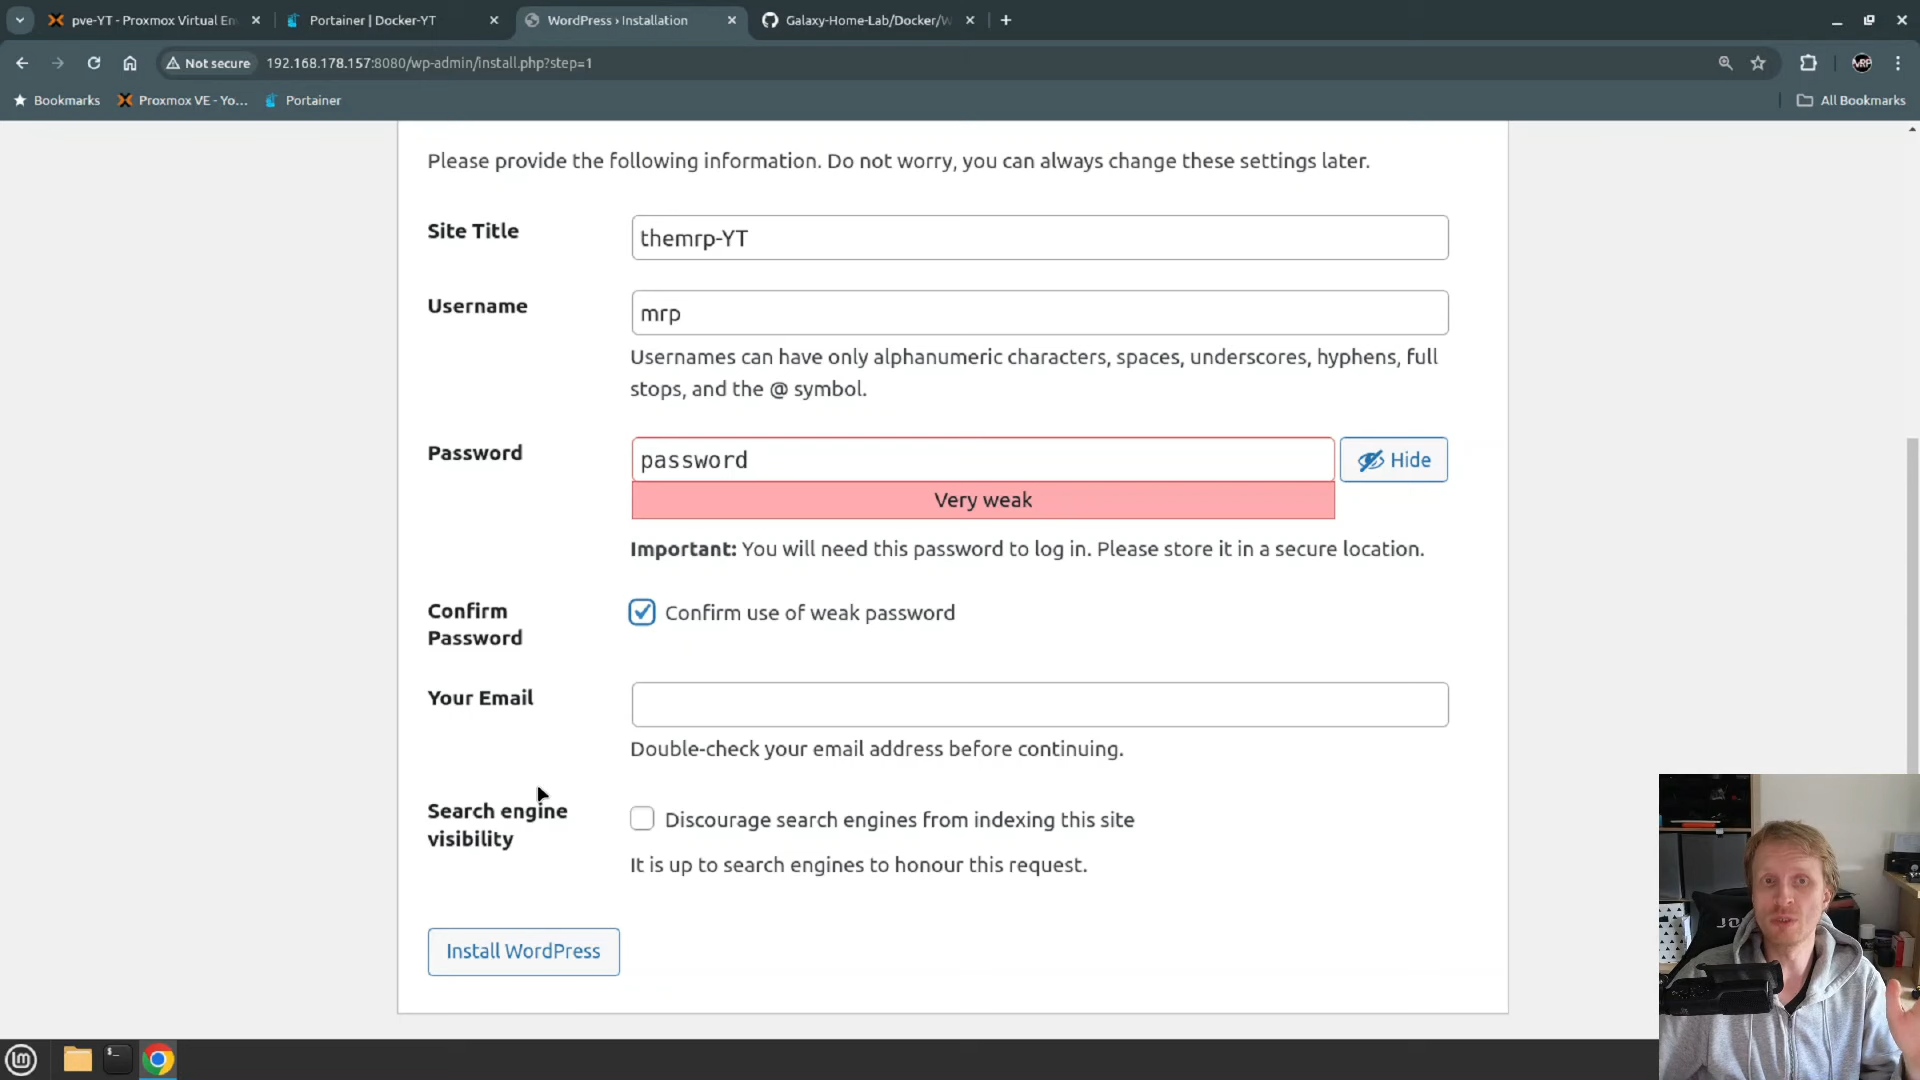 pve-YT - Proxmox Virtual En
Portainer | Docker-YT
WordPress › Installation
Galaxy-Home-Lab/Docker/W
Not secure
192.168.178.157:8080/wp-admin/install.php?step=1
Bookmarks
Proxmox VE - Yo...
Portainer
All Bookmarks
Please provide the following information. Do not worry, you can always change these settings later.
Site Title
themrp-YT
Username
mrp
Usernames can have only alphanumeric characters, spaces, underscores, hyphens, full
stops, and the @ symbol.
Password
password
Hide
Very weak
Important: You will need this password to log in. Please store it in a secure location.
Confirm
Password
Confirm use of weak password
Your Email
Double-check your email address before continuing.
Search engine
visibility
Discourage search engines from indexing this site
It is up to search engines to honour this request.
Install WordPress